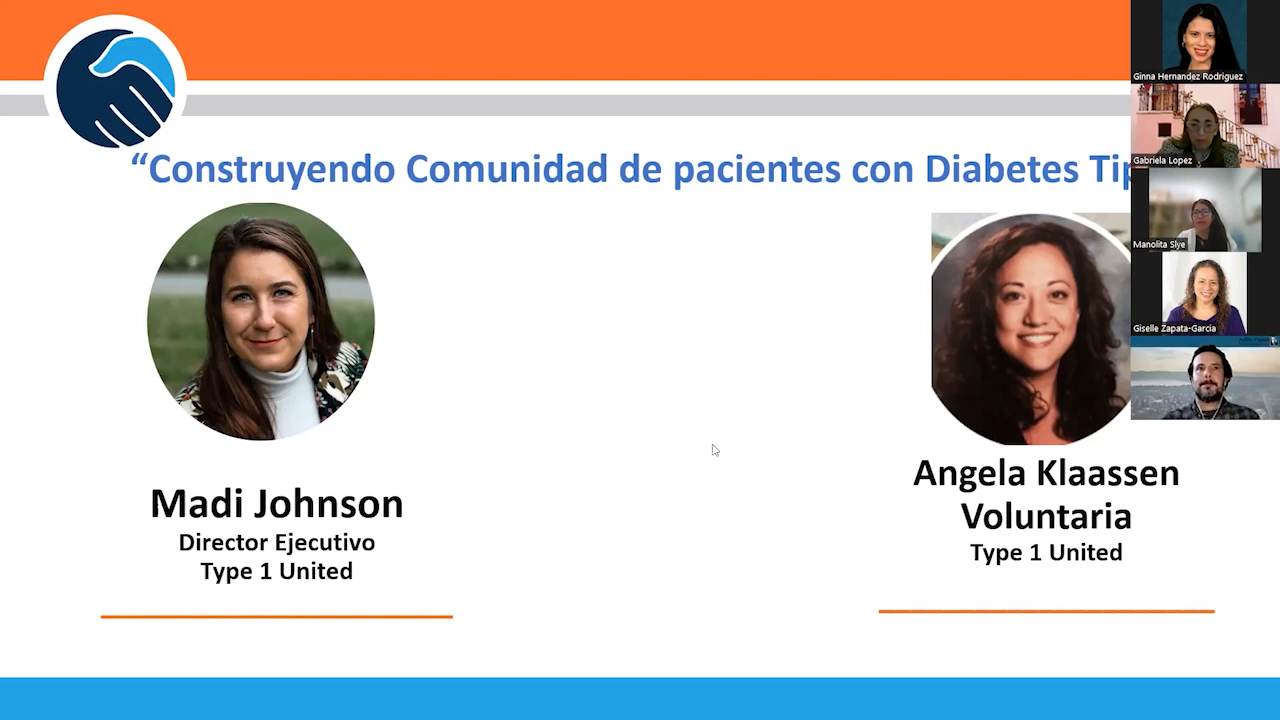 “Construyendo Comunidad de pacientes con Diabetes
Madi Johnson
Director Ejecutivo
Type 1 United
Angela Klaassen
Voluntaria
Type 1 United
Ginna Hernandez Rodriguez
Gabriela Lopez
Manolita Slye
Giselle Zapata-Garcia